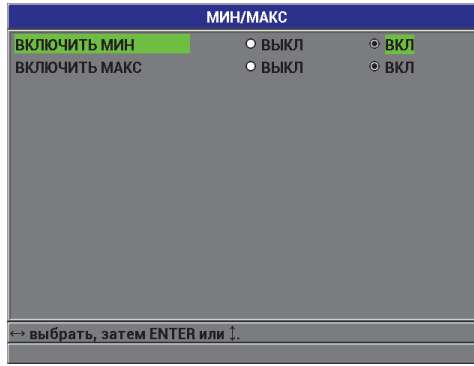 МИН/МАКС
ВКЛЮЧИТЬ МИН ВЫКЛ ВКЛ
ВКЛЮЧИТЬ МАКС ВЫКЛ ВКЛ
↔ выбрать, затем ENTER или ↕.